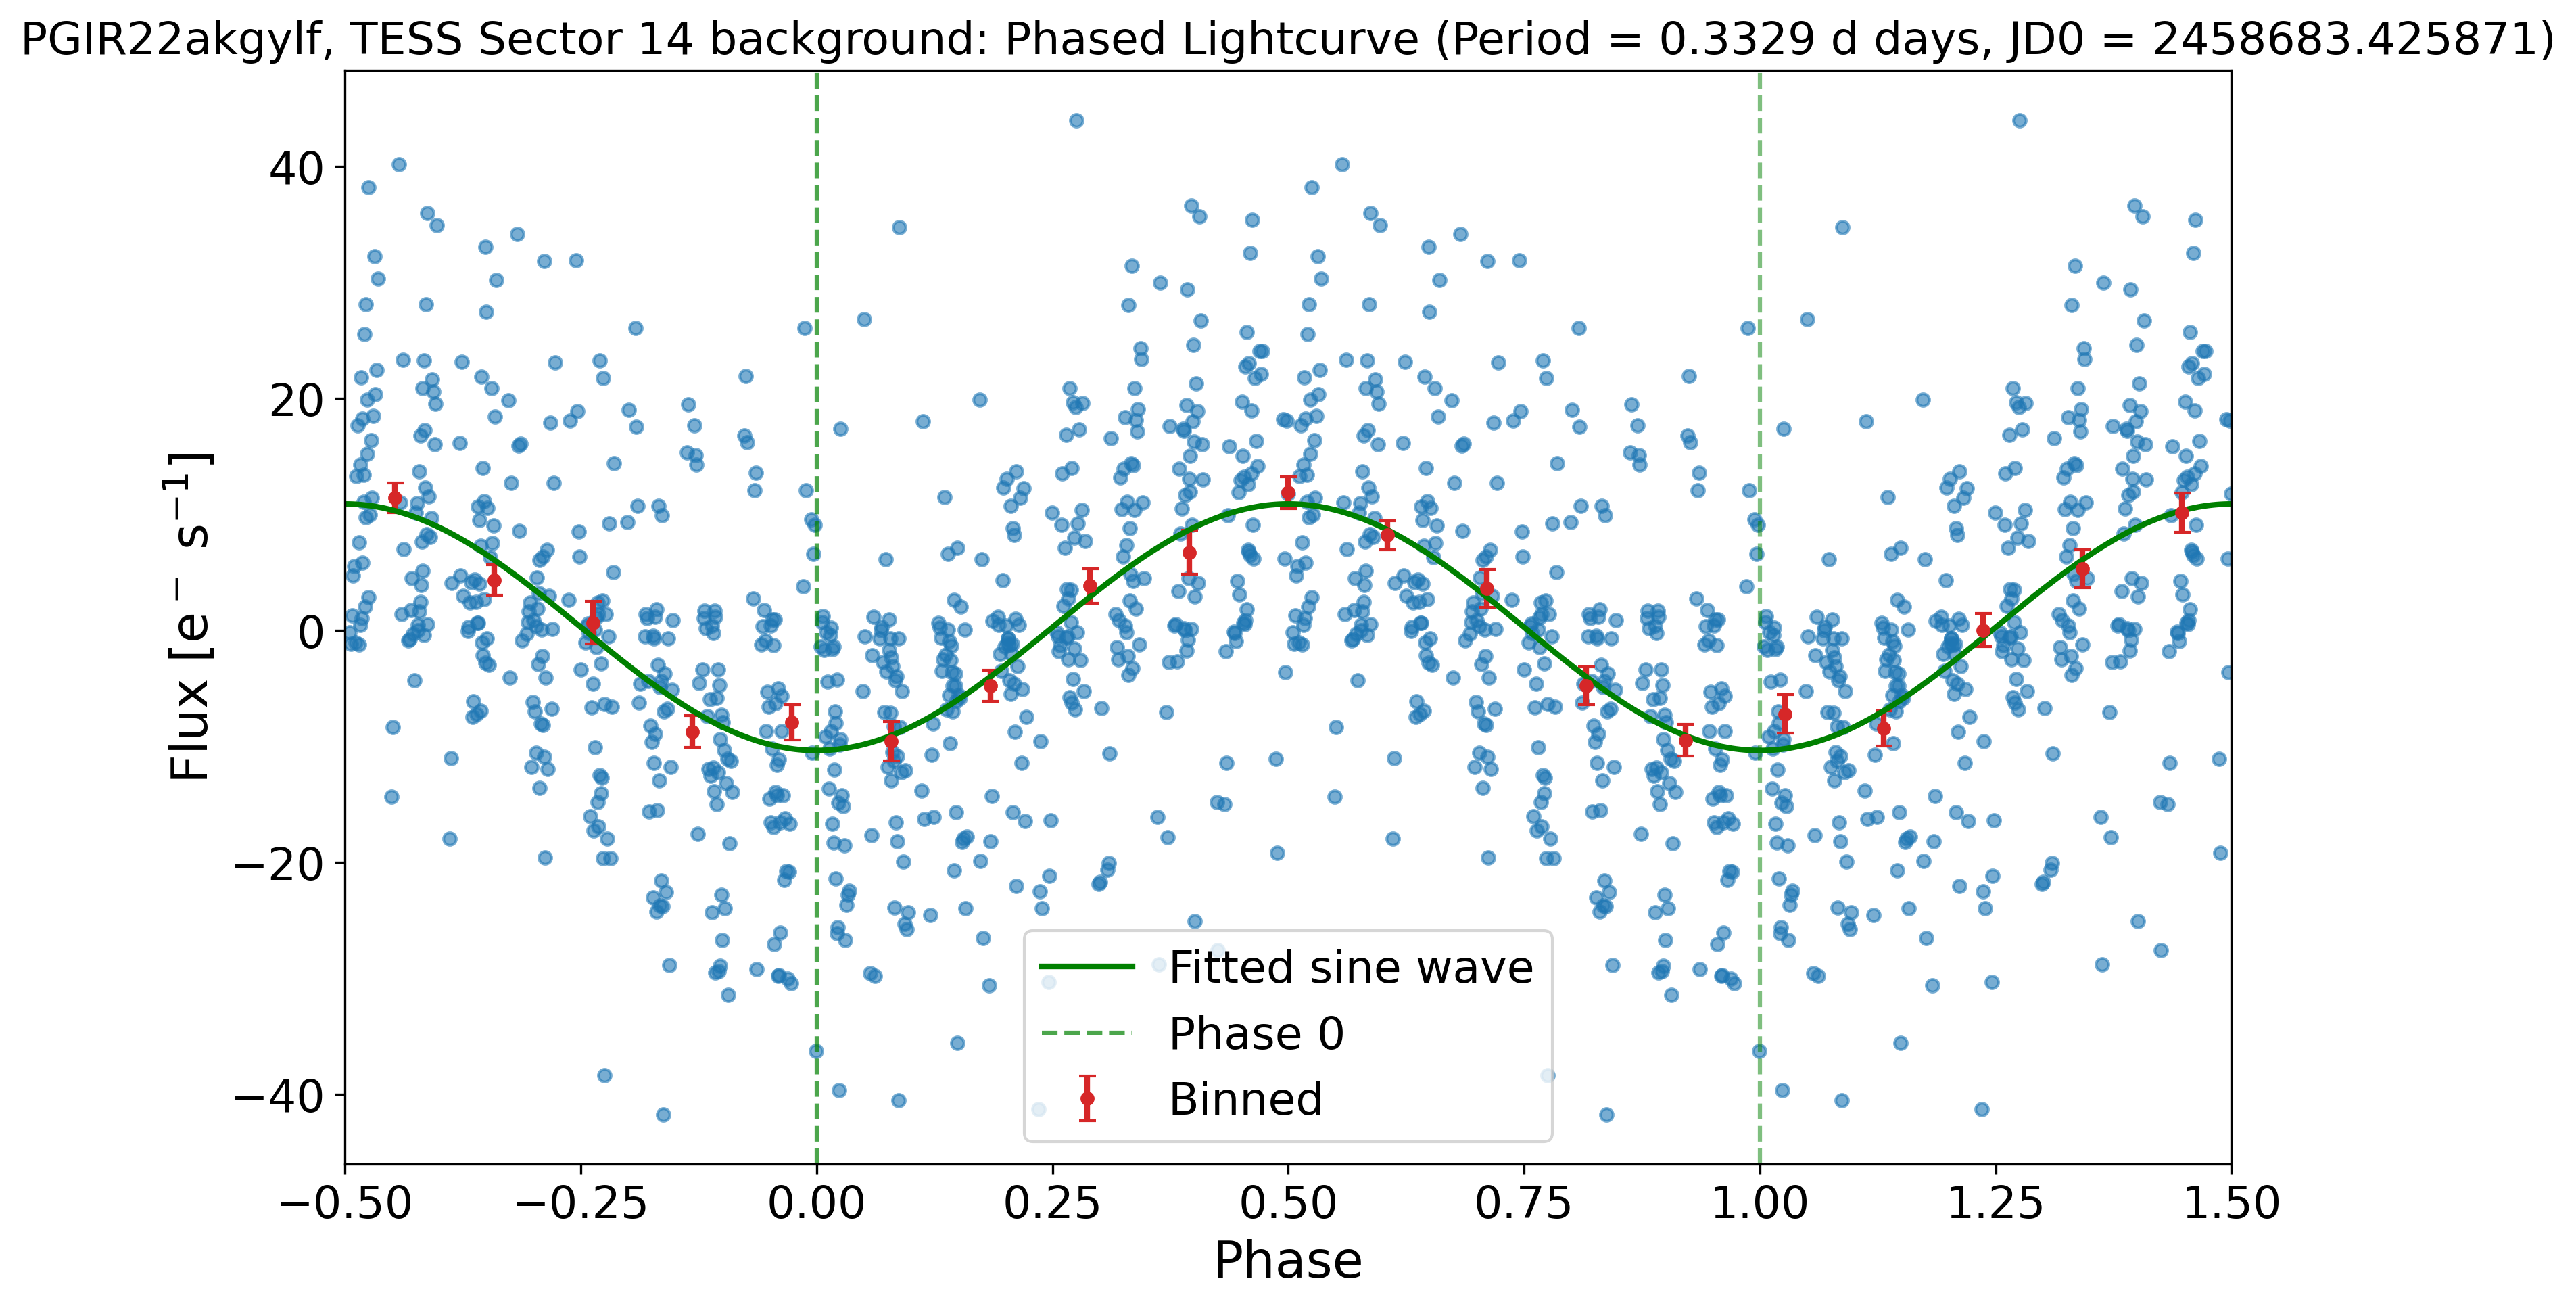 PGIR22akgylf, TESS Sector 14 background: Phased Lightcurve (Period = 0.3329 d days, JD0 = 2458683.425871)
Flux [e⁻ s⁻¹]
40
20
0
−20
−40
Fitted sine wave
Phase 0
Binned
−0.50 −0.25 0.00 0.25 0.50 0.75 1.00 1.25 1.50
Phase